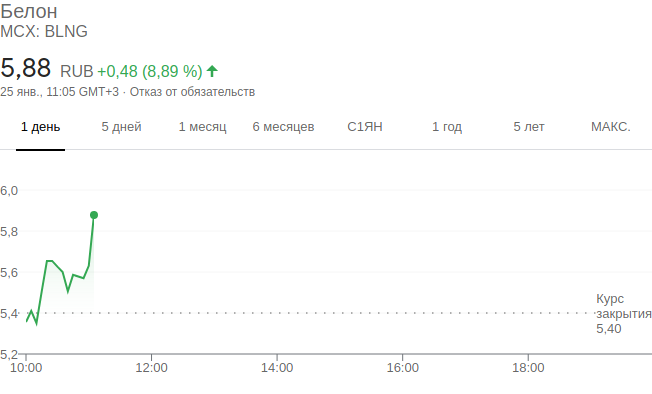 Белон
MCX: BLNG
5,88 RUB +0,48 (8,89 %)
25 янв., 11:05 GMT+3 · Отказ от обязательств
1 день 5 дней 1 месяц 6 месяцев С1ЯН 1 год 5 лет МАКС.
6,0
5,8
5,6
5,4
5,2
Курс
закрытия
5,40
10:00 12:00 14:00 16:00 18:00